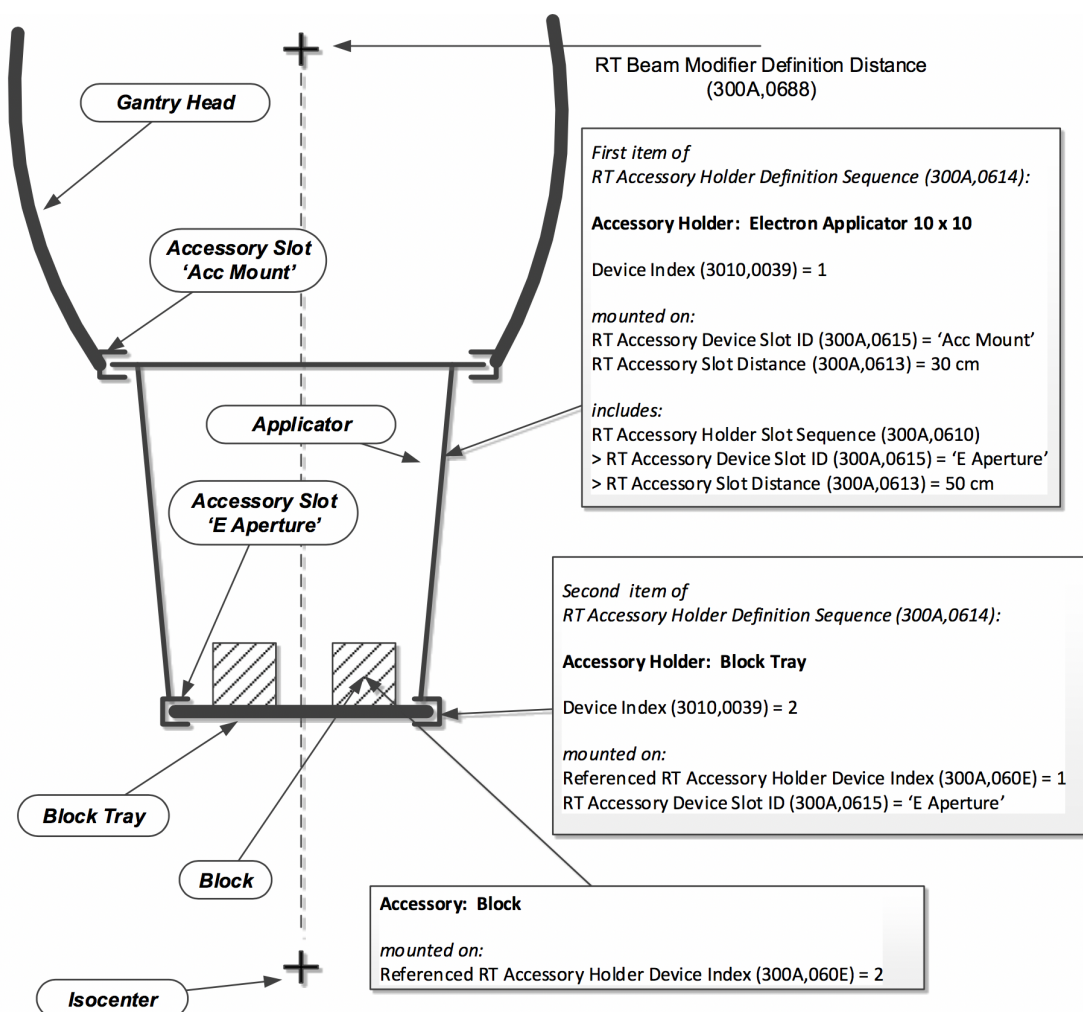 RT Beam Modifier Definition Distance
(300A,0688)
Gantry Head
First item of
RT Accessory Holder Definition Sequence (300A,0614):
Accessory Holder: Electron Applicator 10 x 10
Device Index (3010,0039) = 1
mounted on:
RT Accessory Device Slot ID (300A,0615) = ‘Acc Mount’
RT Accessory Slot Distance (300A,0613) = 30 cm
includes:
RT Accessory Holder Slot Sequence (300A,0610)
> RT Accessory Device Slot ID (300A,0615) = ‘E Aperture’
> RT Accessory Slot Distance (300A,0613) = 50 cm
Accessory Slot
‘Acc Mount’
Applicator
Accessory Slot
‘E Aperture’
Second item of
RT Accessory Holder Definition Sequence (300A,0614):
Accessory Holder: Block Tray
Device Index (3010,0039) = 2
mounted on:
Referenced RT Accessory Holder Device Index (300A,060E) = 1
RT Accessory Device Slot ID (300A,0615) = ‘E Aperture’
Block Tray
Block
Accessory: Block
mounted on:
Referenced RT Accessory Holder Device Index (300A,060E) = 2
Isocenter